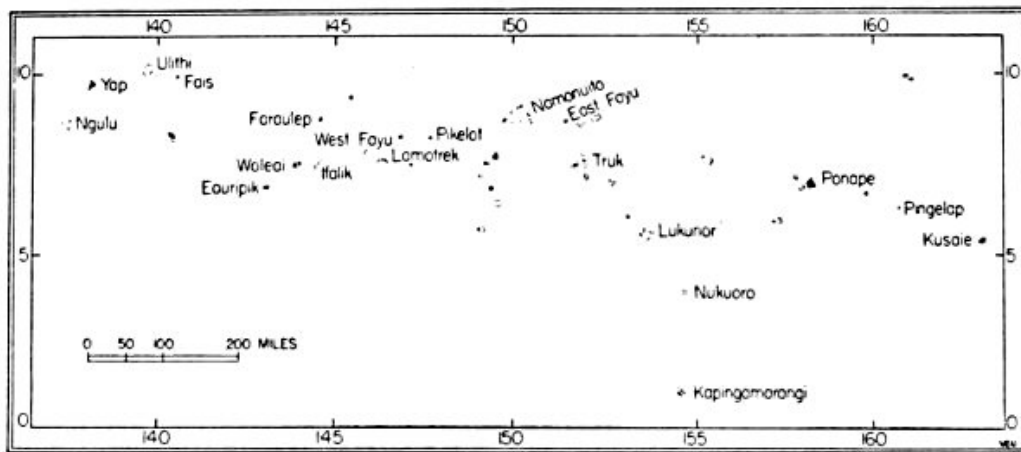 140 145 150 155 160
10 10
Ulithi
Yap Fais
Ngulu
Faraulep
West Fayu
Pikelot
Namonuito
East Fayu
Woleai Ifalik Lamotrek
Truk
Eauripik
Ponape
Pingelap
Lukunor
Kusaie
5 5
Nukuoro
0 50 100 200 MILES
Kapingamarangi
0 0
140 145 150 155 160